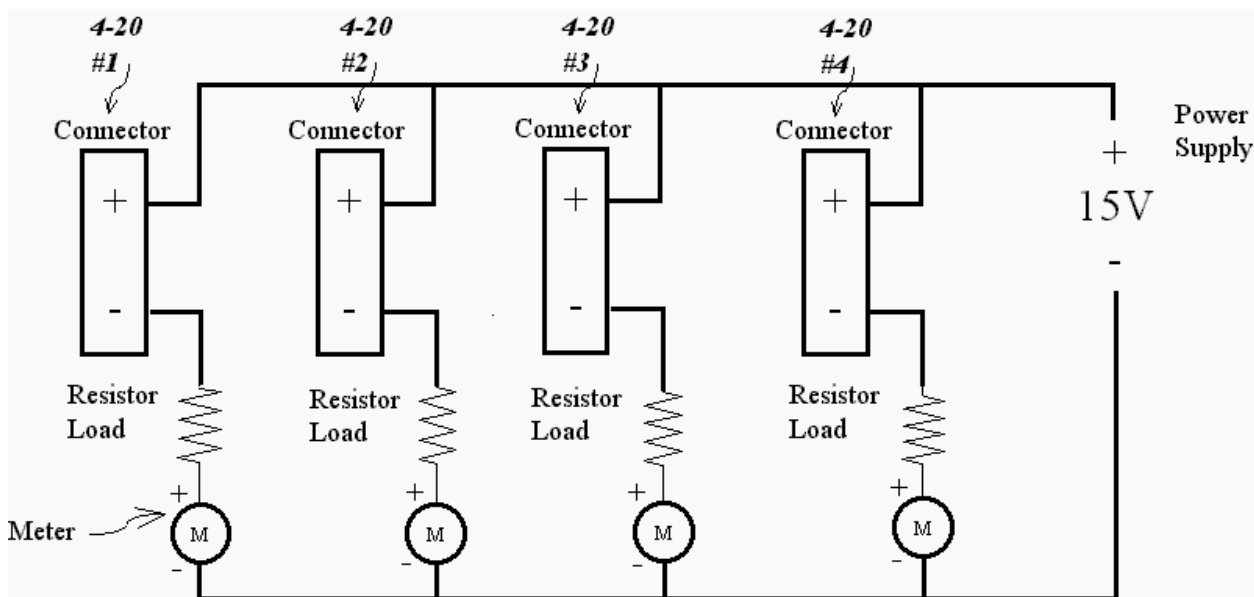 4-20
#1
4-20
#2
4-20
#3
4-20
#4
Connector
Connector
Connector
Connector
Power
Supply
+
+
+
+
+
15V
-
-
-
-
-
Resistor
Load
Resistor
Load
Resistor
Load
Resistor
Load
+
+
+
+
Meter
M
M
M
M
-
-
-
-